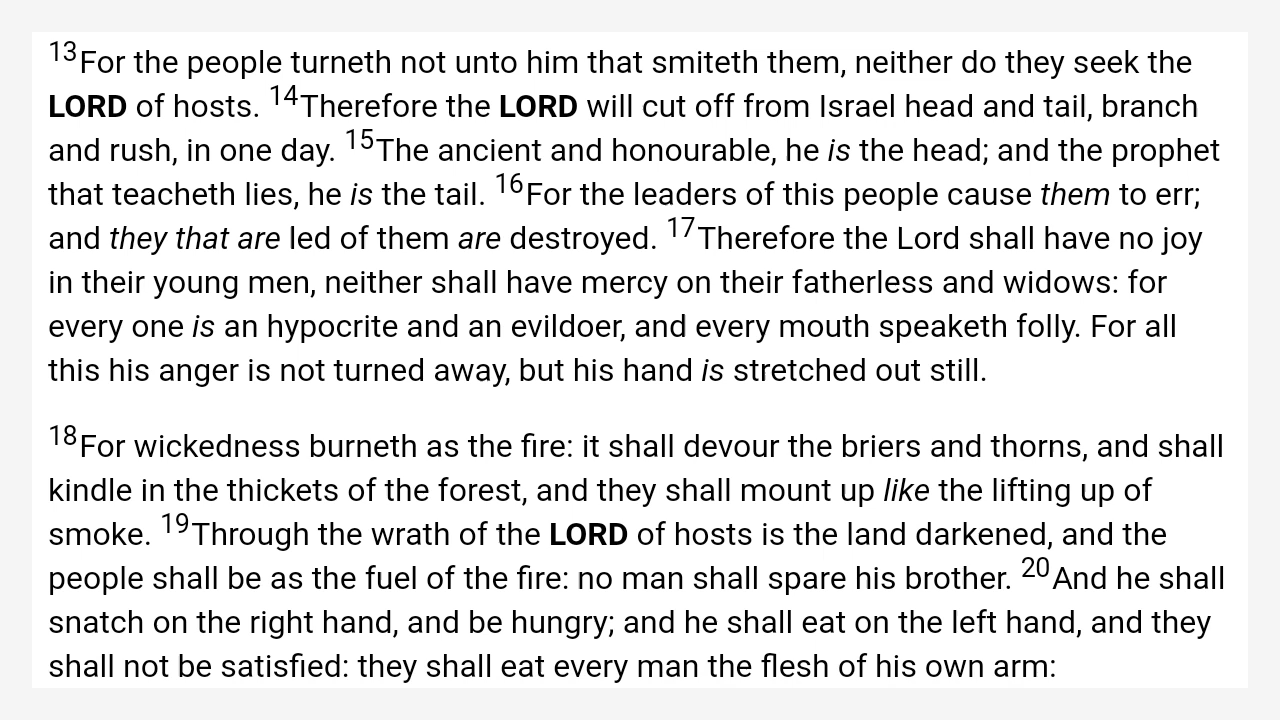 13For the people turneth not unto him that smiteth them, neither do they seek the
LORD of hosts. 14Therefore the LORD will cut off from Israel head and tail, branch
and rush, in one day. 15The ancient and honourable, he is the head; and the prophet
that teacheth lies, he is the tail. 16For the leaders of this people cause them to err;
and they that are led of them are destroyed. 17Therefore the Lord shall have no joy
in their young men, neither shall have mercy on their fatherless and widows: for
every one is an hypocrite and an evildoer, and every mouth speaketh folly. For all
this his anger is not turned away, but his hand is stretched out still.
18For wickedness burneth as the fire: it shall devour the briers and thorns, and shall
kindle in the thickets of the forest, and they shall mount up like the lifting up of
smoke. 19Through the wrath of the LORD of hosts is the land darkened, and the
people shall be as the fuel of the fire: no man shall spare his brother. 20And he shall
snatch on the right hand, and be hungry; and he shall eat on the left hand, and they
shall not be satisfied: they shall eat every man the flesh of his own arm: